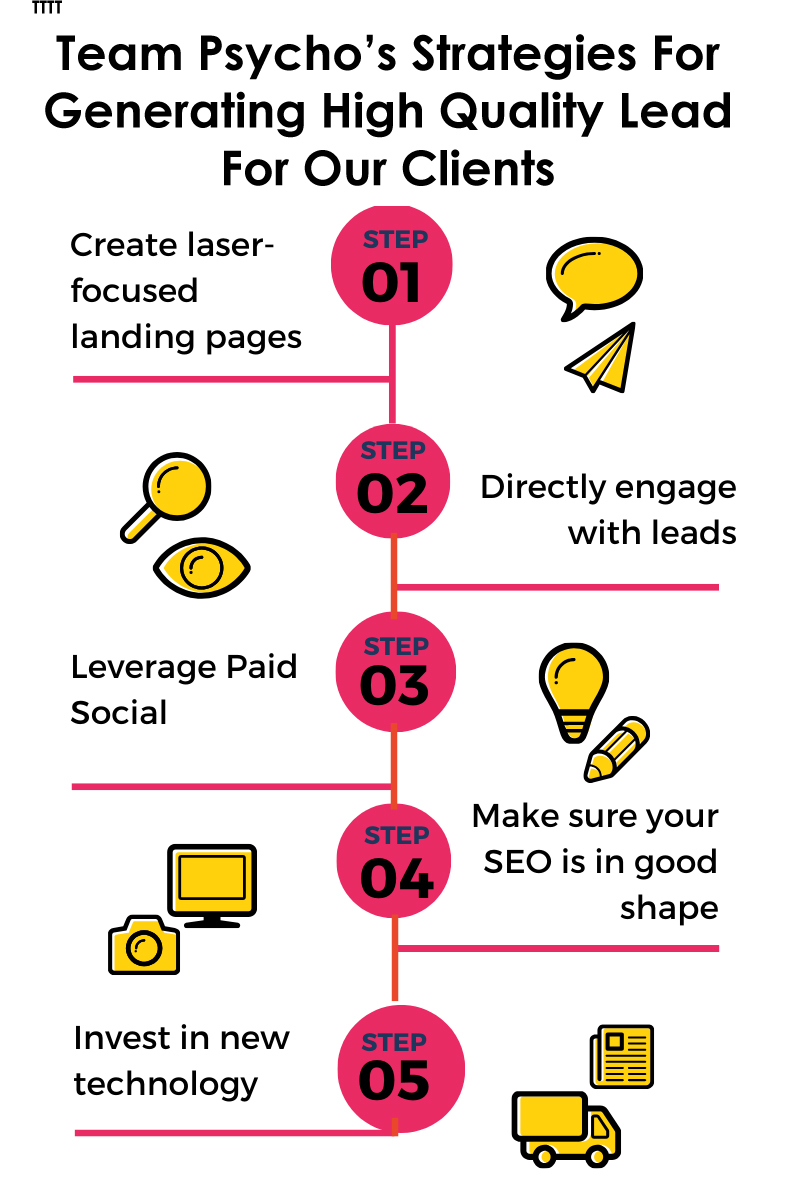 TTTT
Team Psycho’s Strategies For
Generating High Quality Lead
For Our Clients
STEP
01
Create laser-
focused
landing pages
STEP
02
Directly engage
with leads
STEP
03
Leverage Paid
Social
STEP
04
Make sure your
SEO is in good
shape
STEP
05
Invest in new
technology